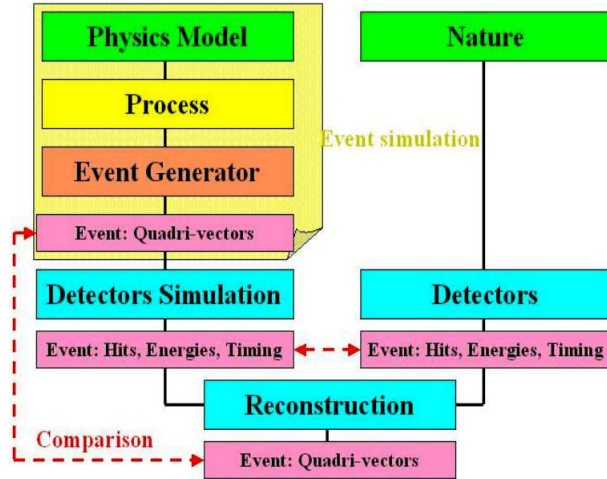 Physics Model
Nature
Process
Event simulation
Event Generator
Event: Quadri-vectors
Detectors Simulation
Detectors
Event: Hits, Energies, Timing
Event: Hits, Energies, Timing
Reconstruction
Comparison
Event: Quadri-vectors